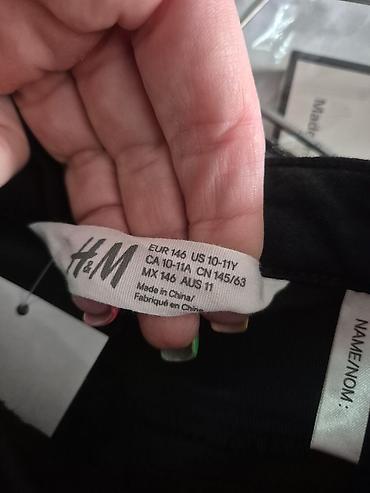 Made
H&M
EUR 146 US 10-11Y
CA 10-11A CN 145/63
MX 146 AUS 11
Made in China/
Fabriqué en Chine
NAME/NOM :